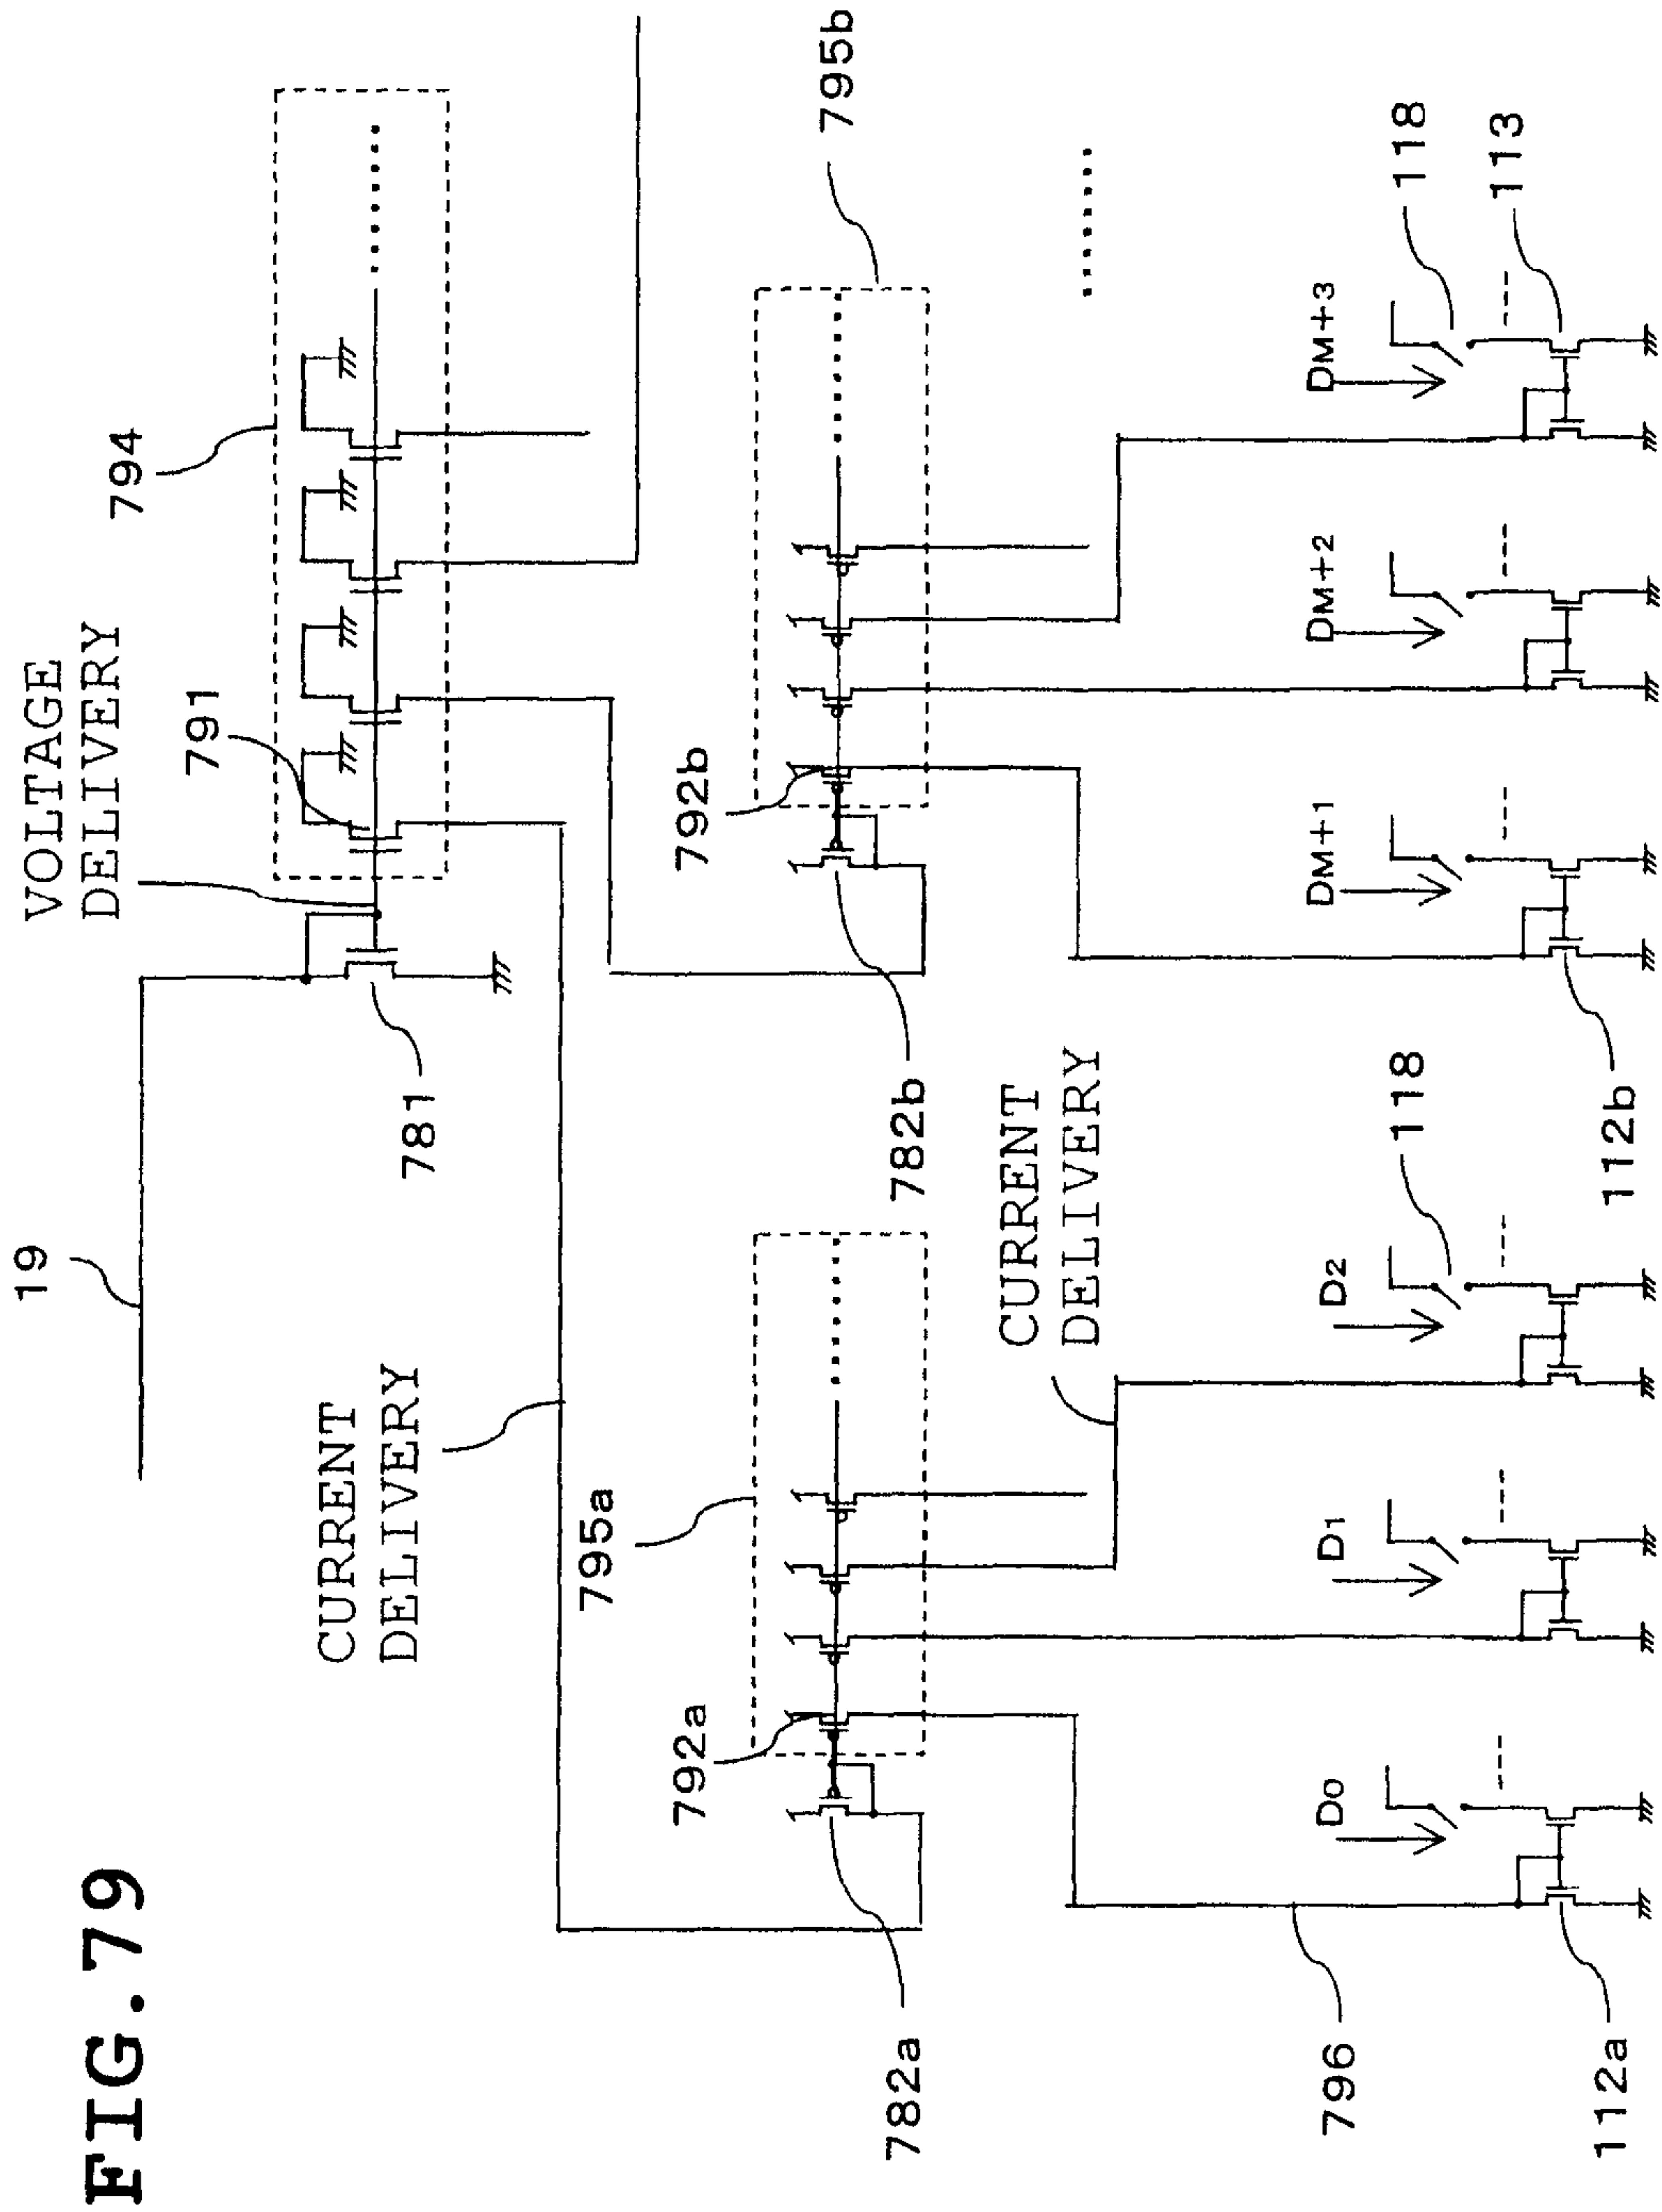 FIG.79
19
VOLTAGE
DELIVERY
794
791
781
CURRENT
DELIVERY
795a
792a
782a
792b
795b
782b
CURRENT
DELIVERY
796
D0
D1
D2
118
DM+1
DM+2
DM+3
118
113
112a
112b